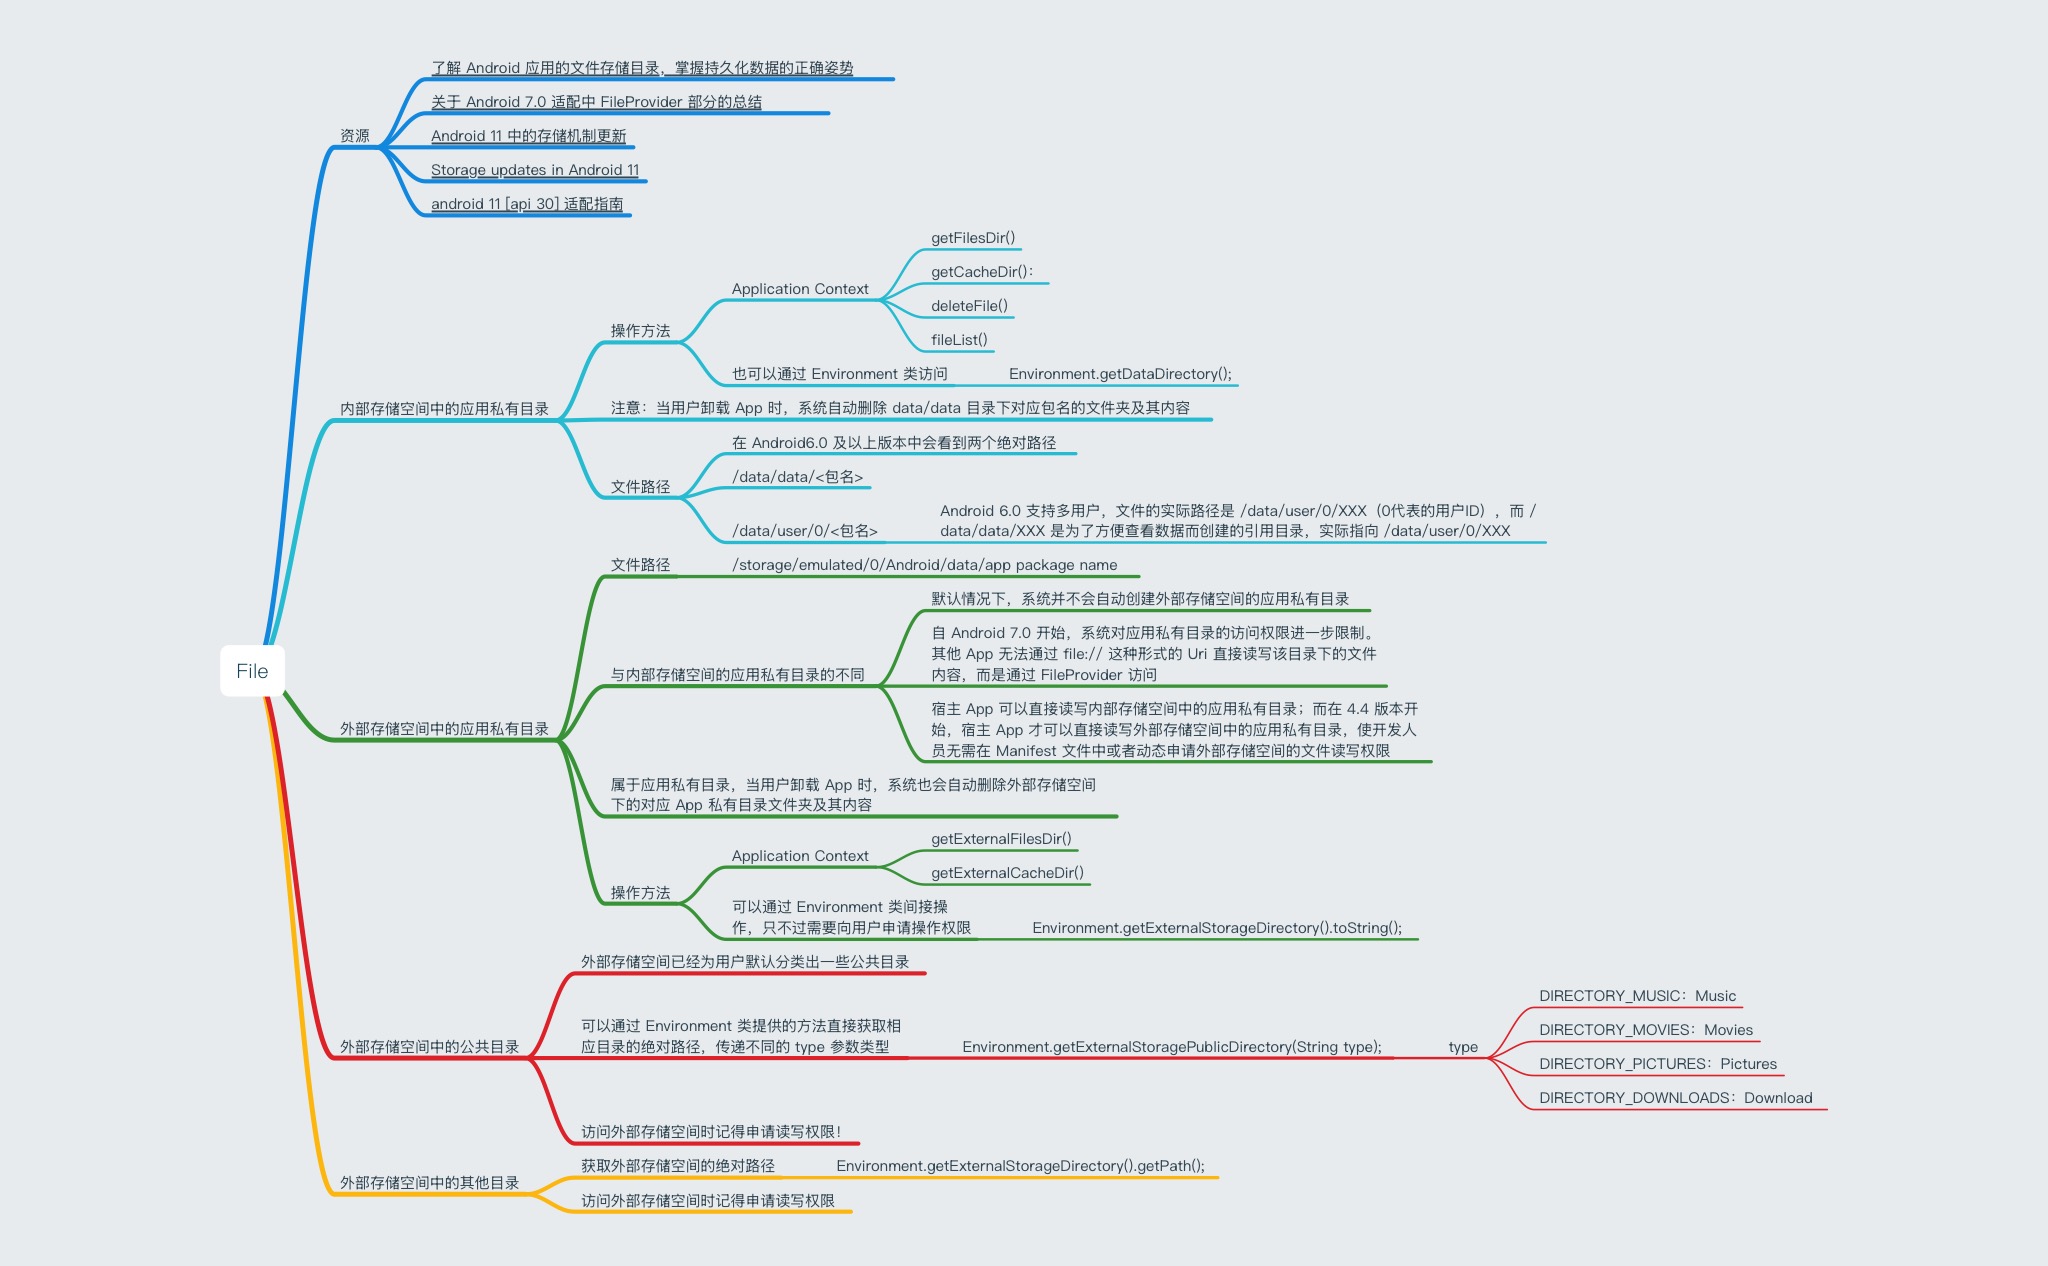 File
资源
了解 Android 应用的文件存储目录，掌握持久化数据的正确姿势
关于 Android 7.0 适配中 FileProvider 部分的总结
Android 11 中的存储机制更新
Storage updates in Android 11
android 11 [api 30] 适配指南
内部存储空间中的应用私有目录
操作方法
Application Context
getFilesDir()
getCacheDir()：
deleteFile()
fileList()
也可以通过 Environment 类访问
Environment.getDataDirectory();
注意：当用户卸载 App 时，系统自动删除 data/data 目录下对应包名的文件夹及其内容
文件路径
在 Android6.0 及以上版本中会看到两个绝对路径
/data/data/<包名>
/data/user/0/<包名>
Android 6.0 支持多用户，文件的实际路径是 /data/user/0/XXX（0代表的用户ID），而 /
data/data/XXX 是为了方便查看数据而创建的引用目录，实际指向 /data/user/0/XXX
外部存储空间中的应用私有目录
文件路径
/storage/emulated/0/Android/data/app package name
与内部存储空间的应用私有目录的不同
默认情况下，系统并不会自动创建外部存储空间的应用私有目录
自 Android 7.0 开始，系统对应用私有目录的访问权限进一步限制。
其他 App 无法通过 file:// 这种形式的 Uri 直接读写该目录下的文件
内容，而是通过 FileProvider 访问
宿主 App 可以直接读写内部存储空间中的应用私有目录；而在 4.4 版本开
始，宿主 App 才可以直接读写外部存储空间中的应用私有目录，使开发人
员无需在 Manifest 文件中或者动态申请外部存储空间的文件读写权限
属于应用私有目录，当用户卸载 App 时，系统也会自动删除外部存储空间
下的对应 App 私有目录文件夹及其内容
操作方法
Application Context
getExternalFilesDir()
getExternalCacheDir()
可以通过 Environment 类间接操
作，只不过需要向用户申请操作权限
Environment.getExternalStorageDirectory().toString();
外部存储空间中的公共目录
外部存储空间已经为用户默认分类出一些公共目录
可以通过 Environment 类提供的方法直接获取相
应目录的绝对路径，传递不同的 type 参数类型
Environment.getExternalStoragePublicDirectory(String type);
type
DIRECTORY_MUSIC：Music
DIRECTORY_MOVIES：Movies
DIRECTORY_PICTURES：Pictures
DIRECTORY_DOWNLOADS：Download
访问外部存储空间时记得申请读写权限！
外部存储空间中的其他目录
获取外部存储空间的绝对路径
Environment.getExternalStorageDirectory().getPath();
访问外部存储空间时记得申请读写权限